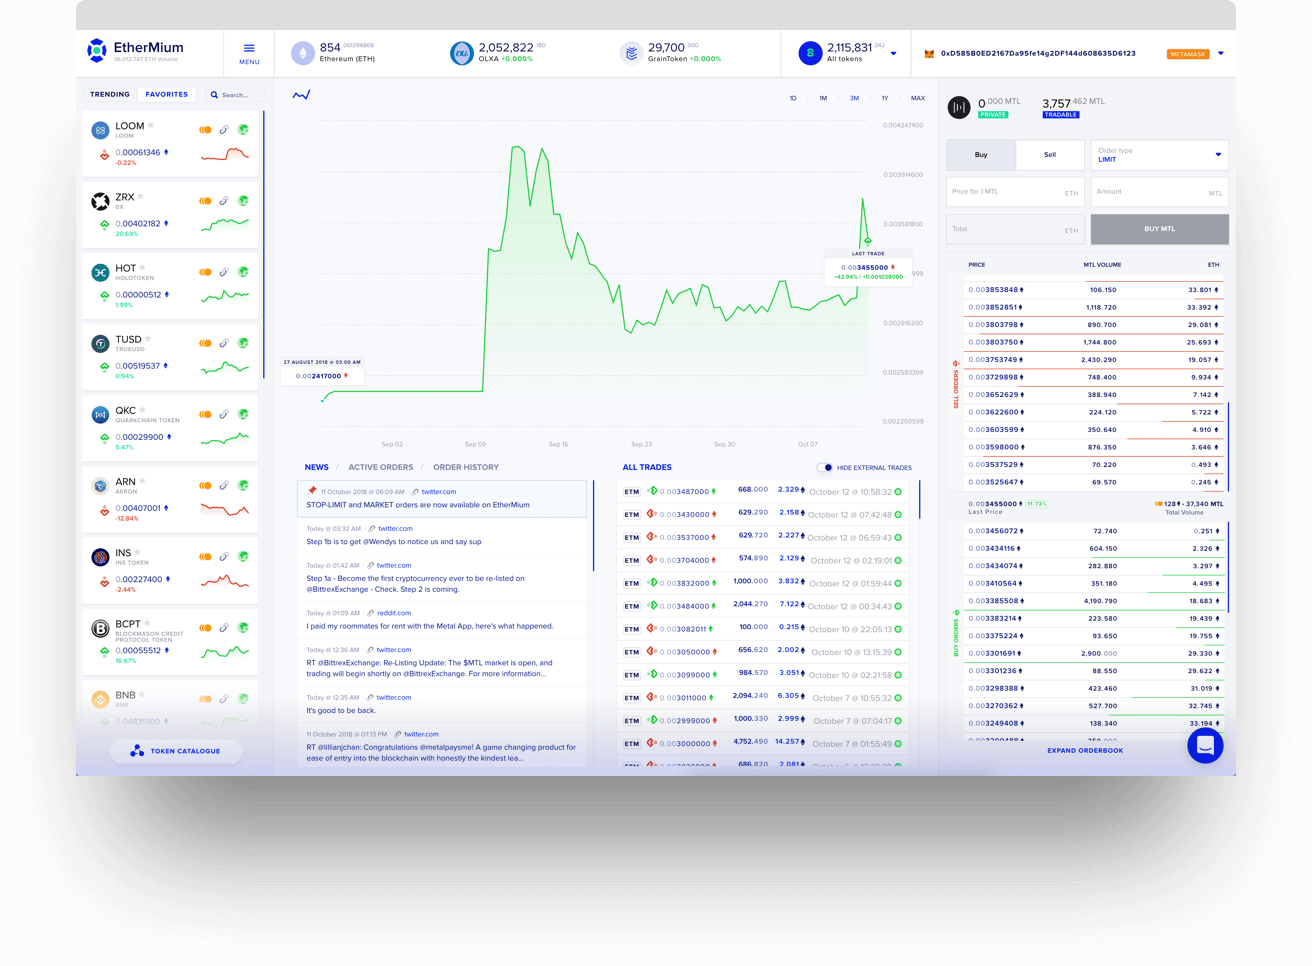 EtherMium
36,012.747 ETH Volume
MENU
854 .061296868
Ethereum (ETH)
2,052,822 .180
OLXA +0.000%
29,700 .000
GrainToken +0.000%
8
2,115,831 .342
All tokens
0xD585B0ED2167Da95fe14g2DF144d608635D6123
METAMASK
TRENDING
FAVORITES
Search...
LOOM
LOOM
0.00061346
-0.22%
ZRX
0X
0.00402182
20.69%
HOT
HOLOTOKEN
0.00000512
1.99%
TUSD
TRUEUSD
0.00519537
0.94%
QKC
QUARKCHAIN TOKEN
0.00029900
5.47%
ARN
AERON
0.00407001
-12.84%
INS
INS TOKEN
0.00227400
-2.44%
BCPT
BLOCKMASON CREDIT
PROTOCOL TOKEN
0.00055512
16.67%
BNB
BNB
0.04835100
TOKEN CATALOGUE
1D / 1M / 3M / 1Y / MAX
0.004247400
0.003914600
0.003581800
999
0.002916200
0.002583399
0.002250599
LAST TRADE
0.003455000
+42.94% / +0.001038000
27 AUGUST 2018 @ 03:00 AM
0.002417000
Sep 02 Sep 09 Sep 16 Sep 23 Sep 30 Oct 07
NEWS / ACTIVE ORDERS / ORDER HISTORY
11 October 2018 @ 06:09 AM twitter.com
STOP-LIMIT and MARKET orders are now available on EtherMium
Today @ 03:32 AM twitter.com
Step 1b is to get @Wendys to notice us and say sup
Today @ 01:42 AM twitter.com
Step 1a - Become the first cryptocurrency ever to be re-listed on
@BittrexExchange - Check. Step 2 is coming.
Today @ 01:09 AM reddit.com
I paid my roommates for rent with the Metal App, here's what happened.
Today @ 12:36 AM twitter.com
RT @BittrexExchange: Re-Listing Update: The $MTL market is open, and
trading will begin shortly on @BittrexExchange. For more information...
Today @ 12:35 AM twitter.com
It's good to be back.
11 October 2018 @ 07:13 PM twitter.com
RT @lillianjchan: Congratulations @metalpaysme! A game changing product for
ease of entry into the blockchain with honestly the kindest lea...
ALL TRADES
HIDE EXTERNAL TRADES
ETM 0.003487000 668.000 2.329 October 12 @ 10:58:32
ETM 0.003430000 629.290 2.158 October 12 @ 07:42:48
ETM 0.003537000 629.720 2.227 October 12 @ 06:59:43
ETM 0.003704000 574.890 2.129 October 12 @ 02:19:01
ETM 0.003832000 1,000.000 3.832 October 12 @ 01:59:44
ETM 0.003484000 2,044.270 7.122 October 12 @ 00:34:43
ETM 0.003082011 100.000 0.215 October 10 @ 22:05:13
ETM 0.003050000 656.620 2.002 October 10 @ 13:15:39
ETM 0.003099000 984.570 3.051 October 10 @ 02:21:58
ETM 0.003011000 2,094.240 6.305 October 7 @ 10:55:32
ETM 0.002999000 1,000.330 2.999 October 7 @ 07:04:17
ETM 0.003000000 4,752.490 14.257 October 7 @ 01:55:49
686.820 2.081
0.000 MTL
PRIVATE
3,757.462 MTL
TRADABLE
Buy
Sell
Order type
LIMIT
Price for 1 MTL ETH
Amount MTL
Total ETH
BUY MTL
PRICE MTL VOLUME ETH
SELL ORDERS
0.003853848 106.150 33.801
0.003852851 1,118.720 33.392
0.003803798 890.700 29.081
0.003803750 1,744.800 25.693
0.003753749 2,430.290 19.057
0.003729898 748.400 9.934
0.003652629 388.940 7.142
0.003622600 224.120 5.722
0.003603599 350.640 4.910
0.003598000 876.350 3.646
0.003537529 70.220 0.493
0.003525647 69.570 0.245
0.003455000 11.73%
Last Price
128 - 37,340 MTL
Total Volume
BUY ORDERS
0.003456072 72.740 0.251
0.003434116 604.150 2.326
0.003434074 282.880 3.297
0.003410564 351.180 4.495
0.003385508 4,190.790 18.683
0.003383214 223.580 19.439
0.003375224 93.650 19.755
0.003301691 2,900.000 29.330
0.003301236 88.550 29.622
0.003298388 423.460 31.019
0.003270362 527.700 32.745
0.003249408 138.340 33.194
EXPAND ORDERBOOK